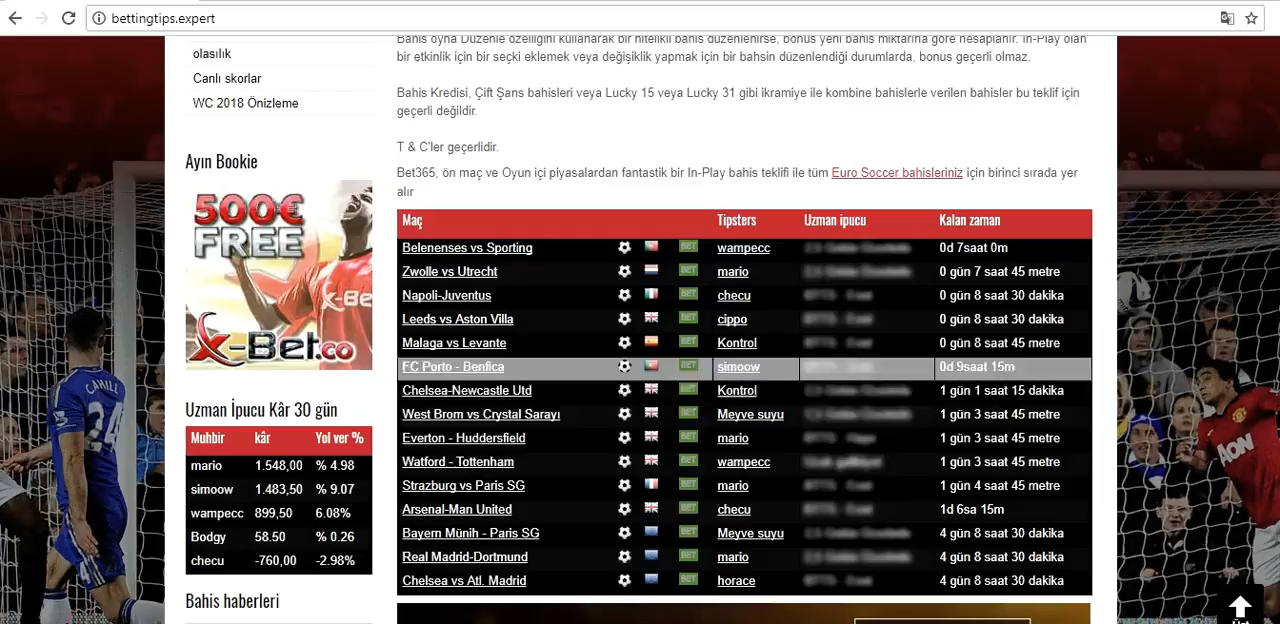 bettingtips.expert
Bahis oyna Düzenle özelliğini kullanarak bir nitelikli bahis düzenlenirse, bonus yeni bahis miktarına göre hesaplanır. In-Play olan
olasılık
bir etkinlik için bir seçki eklemek veya değişiklik yapmak için bir bahsin düzenlendiği durumlarda, bonus geçerli olmaz.
Canlı skorlar
WC 2018 Önizleme
Bahis Kredisi, Çift Şans bahisleri veya Lucky 15 veya Lucky 31 gibi ikramiye ile kombine bahislerle verilen bahisler bu teklif için
geçerli değildir.
T & C'ler geçerlidir.
Bet365, ön maç ve Oyun içi piyasalardan fantastik bir In-Play bahis teklifi ile tüm Euro Soccer bahisleriniz için birinci sırada yer
alır
Ayın Bookie
500€
FREE
x-Bet
x-Bet.co
Maç Tipsters Uzman ipucu Kalan zaman
Belenenses vs Sporting BET wampecc 0d 7saat 0m
Zwolle vs Utrecht BET mario 0 gün 7 saat 45 metre
Napoli-Juventus BET checu 0 gün 8 saat 30 dakika
Leeds vs Aston Villa BET cippo 0 gün 8 saat 30 dakika
Malaga vs Levante BET Kontrol 0 gün 8 saat 45 metre
FC Porto - Benfica BET simoow 0d 9saat 15m
Chelsea-Newcastle Utd BET Kontrol 1 gün 1 saat 15 dakika
West Brom vs Crystal Sarayı BET Meyve suyu 1 gün 3 saat 45 metre
Everton - Huddersfield BET mario 1 gün 3 saat 45 metre
Watford - Tottenham BET wampecc 1 gün 3 saat 45 metre
Strazburg vs Paris SG BET mario 1 gün 4 saat 45 metre
Arsenal-Man United BET checu 1d 6sa 15m
Bayern Münih - Paris SG BET Meyve suyu 4 gün 8 saat 30 dakika
Real Madrid-Dortmund BET mario 4 gün 8 saat 30 dakika
Chelsea vs Atl. Madrid BET horace 4 gün 8 saat 30 dakika
Uzman İpucu Kâr 30 gün
Muhbir kâr Yol ver %
mario 1.548,00 % 4.98
simoow 1.483,50 % 9.07
wampecc 899,50 6.08%
Bodgy 58.50 % 0.26
checu -760,00 -2.98%
Bahis haberleri
CAHILL
24
AON